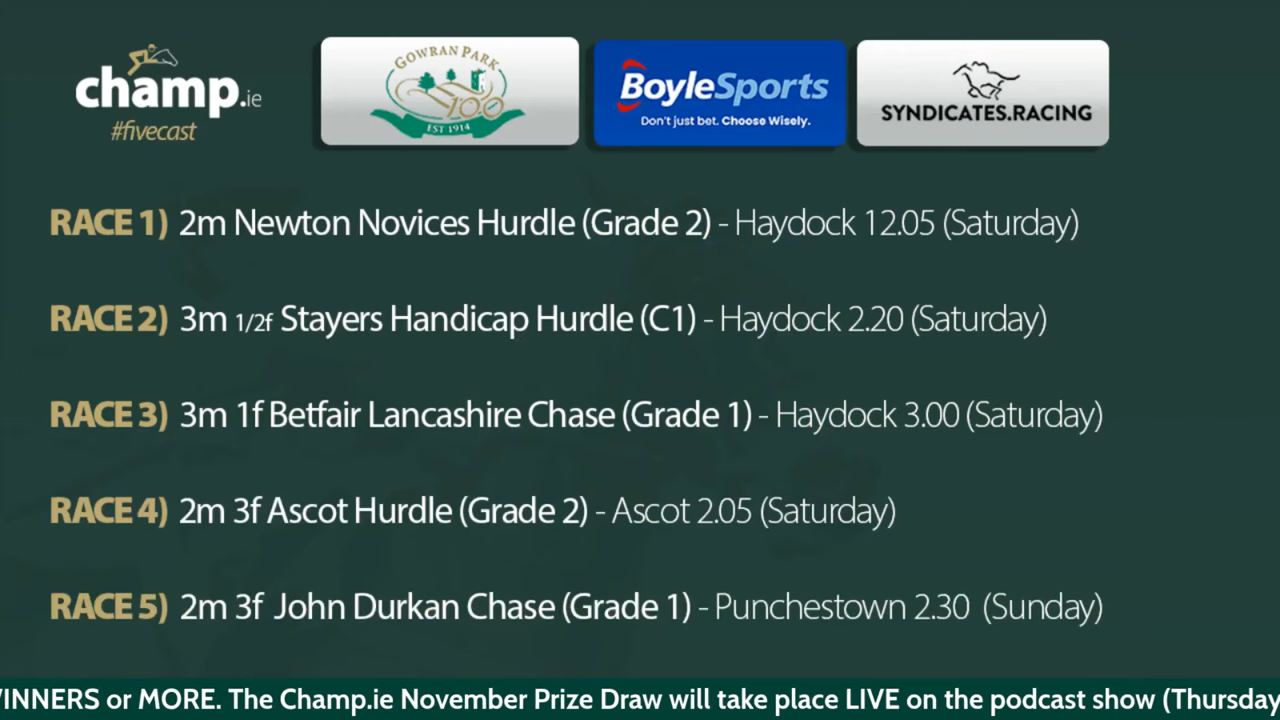 champ.ie
#fivecast
GOWRAN PARK
100
EST 1914
BoyleSports
Don't just bet. Choose Wisely.
SYNDICATES.RACING
RACE 1) 2m Newton Novices Hurdle (Grade 2) - Haydock 12.05 (Saturday)
RACE 2) 3m 1/2f Stayers Handicap Hurdle (C1) - Haydock 2.20 (Saturday)
RACE 3) 3m 1f Betfair Lancashire Chase (Grade 1) - Haydock 3.00 (Saturday)
RACE 4) 2m 3f Ascot Hurdle (Grade 2) - Ascot 2.05 (Saturday)
RACE 5) 2m 3f John Durkan Chase (Grade 1) - Punchestown 2.30 (Sunday)
INNERS or MORE. The Champ.ie November Prize Draw will take place LIVE on the podcast show (Thursday